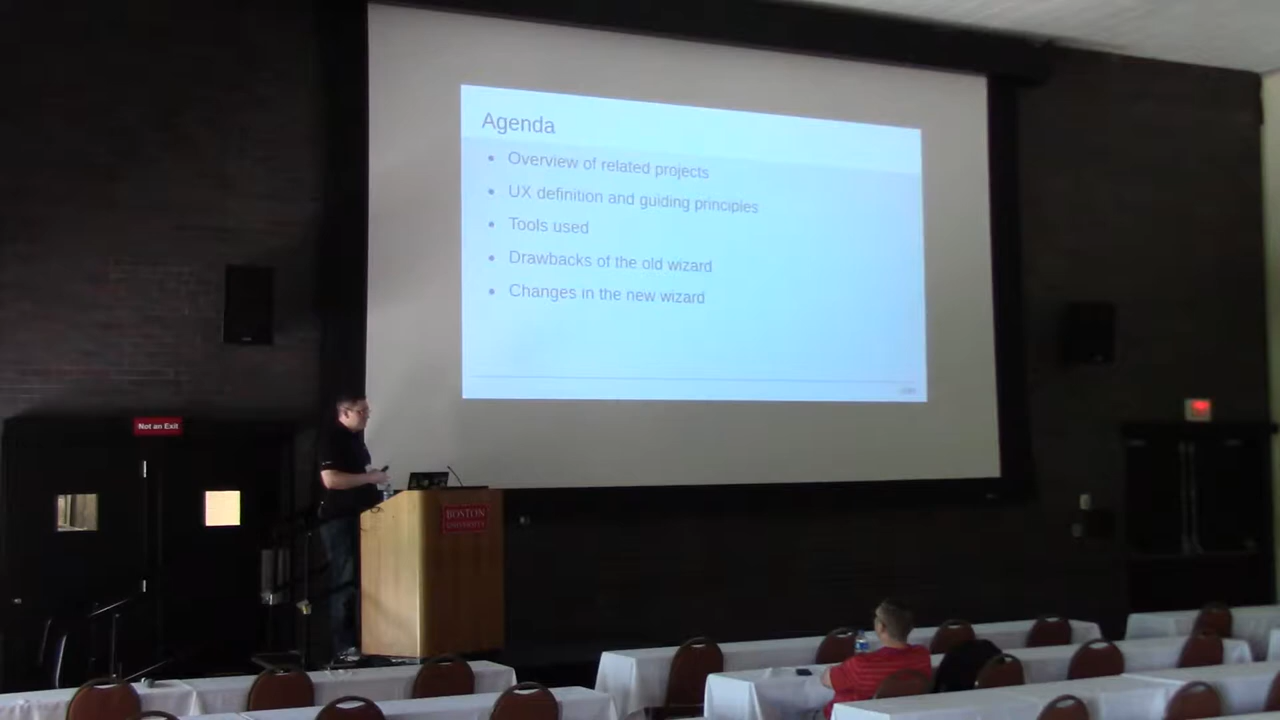 Agenda
• Overview of related projects
• UX definition and guiding principles
• Tools used
• Drawbacks of the old wizard
• Changes in the new wizard
Not an Exit
BOSTON
UNIVERSITY